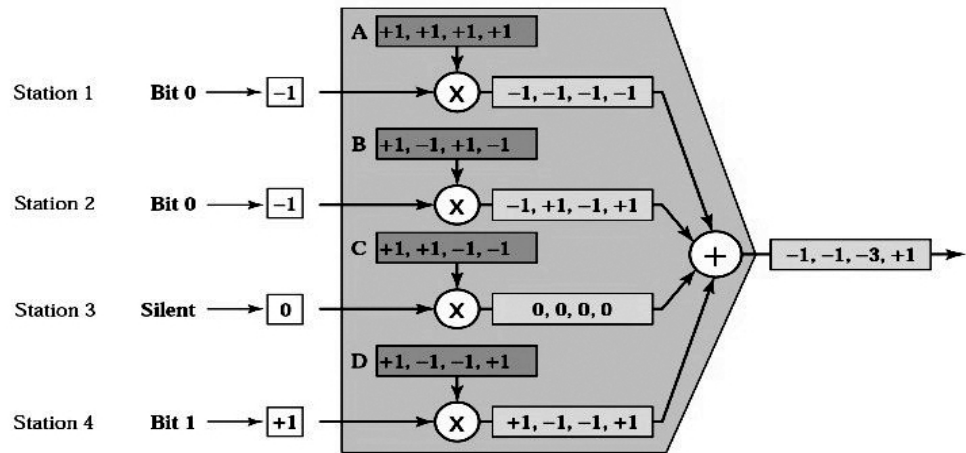 A +1, +1, +1, +1
Station 1 Bit 0 −1 X −1, −1, −1, −1
B +1, −1, +1, −1
Station 2 Bit 0 −1 X −1, +1, −1, +1
+ −1, −1, −3, +1
C +1, +1, −1, −1
Station 3 Silent 0 X 0, 0, 0, 0
D +1, −1, −1, +1
Station 4 Bit 1 +1 X +1, −1, −1, +1